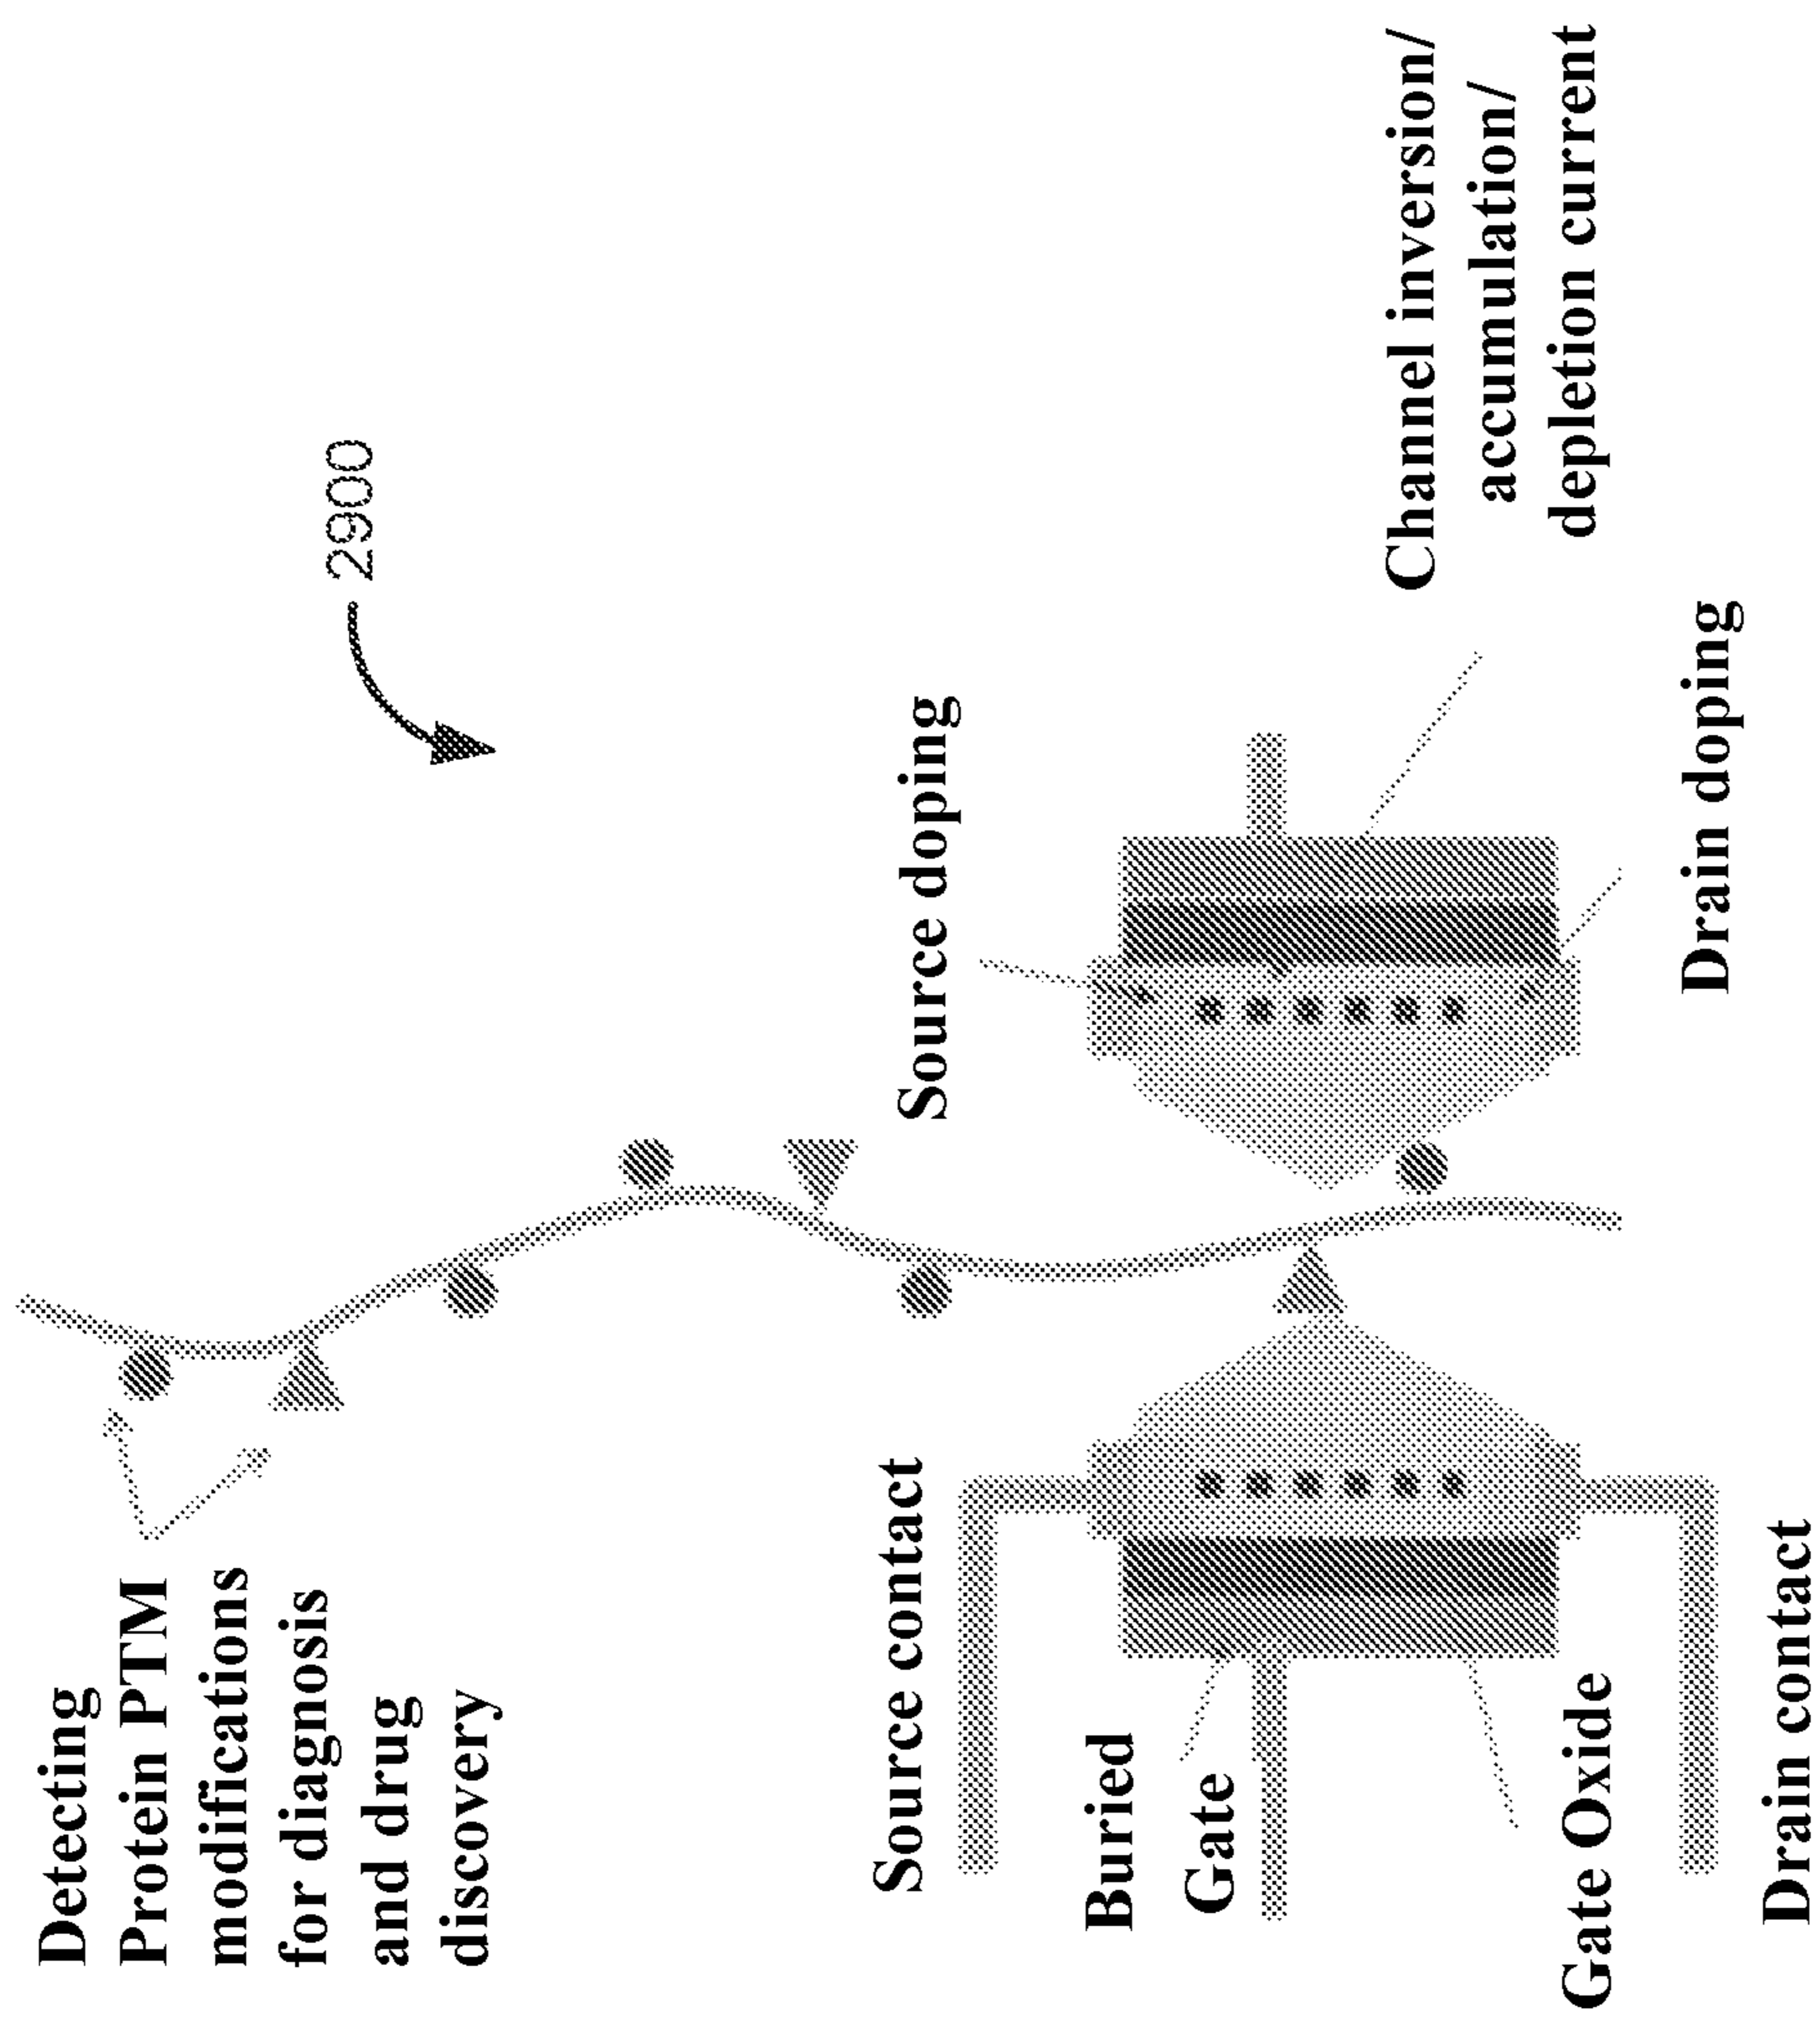 Detecting
Protein PTM
modifications
for diagnosis
and drug
discovery
2900
Source contact
Source doping
Buried
Gate
Gate Oxide
Drain contact
Channel inversion/
accumulation/
depletion current
Drain doping